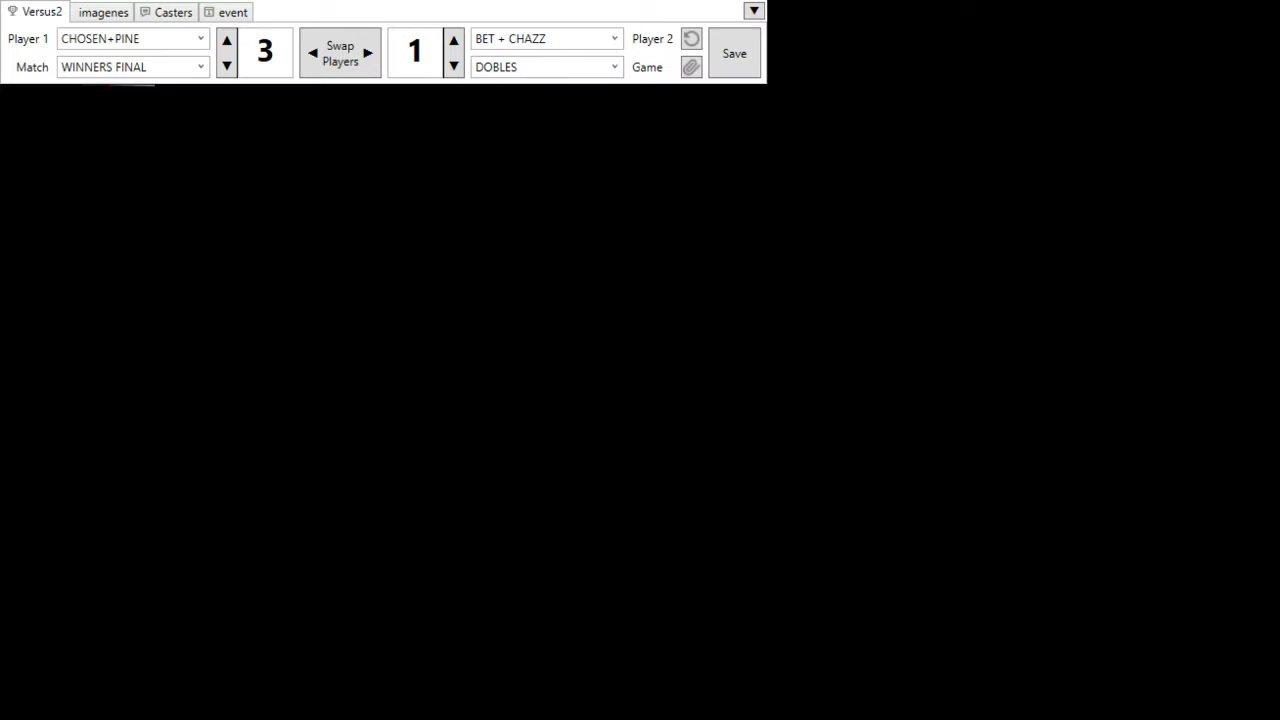 Versus2 imagenes Casters event
Player 1 CHOSEN+PINE 3 Swap Players 1 BET + CHAZZ Player 2 Save
Match WINNERS FINAL DOBLES Game